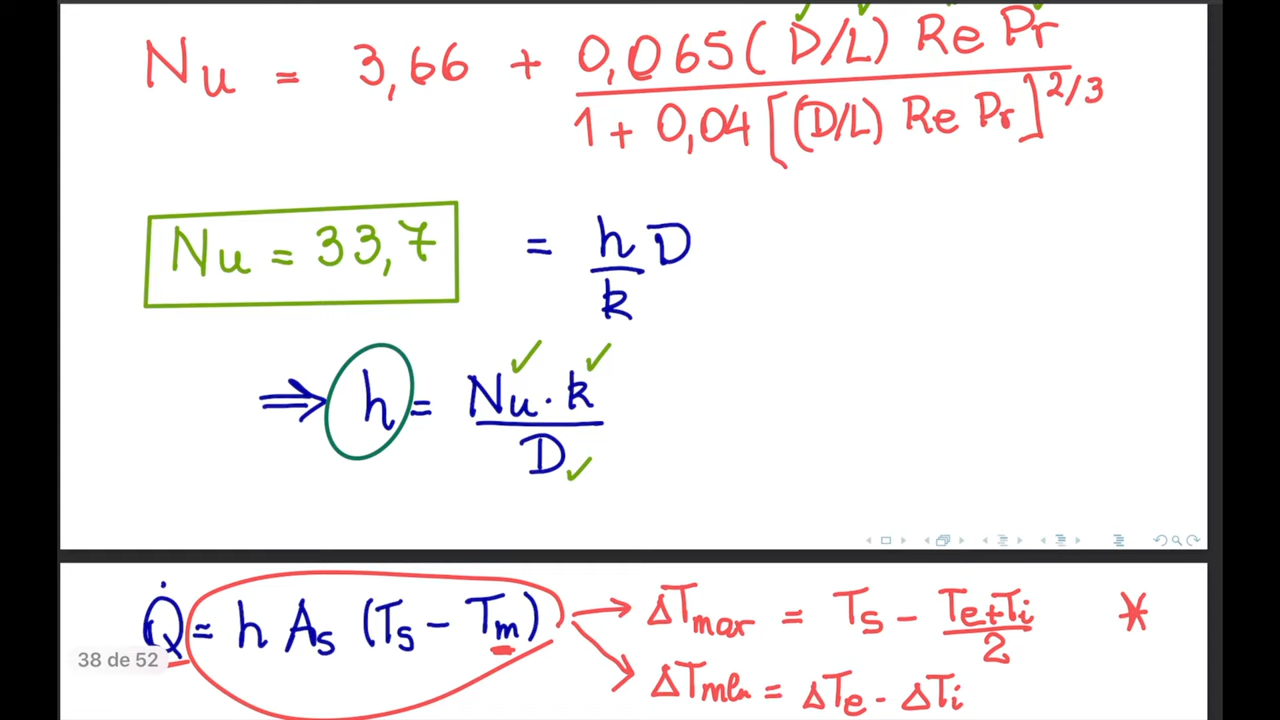 Nu = 3,66 + 0,065 (D/L) Re Pr / 1 + 0,04 [(D/L) Re Pr]^2/3
Nu = 33,7 = h/k D
⇒ h = Nu · k / D
Q̇ = h As (Ts − Tm) → ΔTmar = Ts − Te+Ti / 2 *
→ ΔTmln = ΔTe − ΔTi
38 de 52